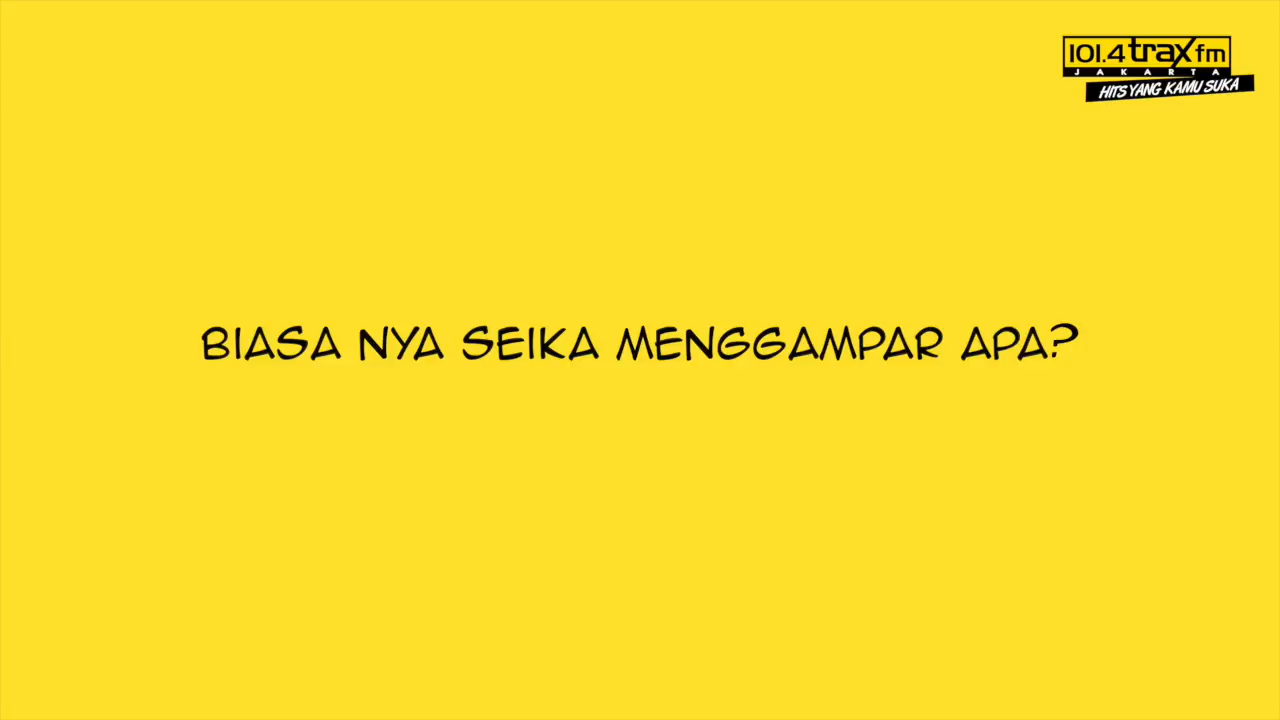 101.4 trax fm
JAKARTA
HITS YANG KAMU SUKA
BIASA NYA SEIKA MENGGAMPAR APA?